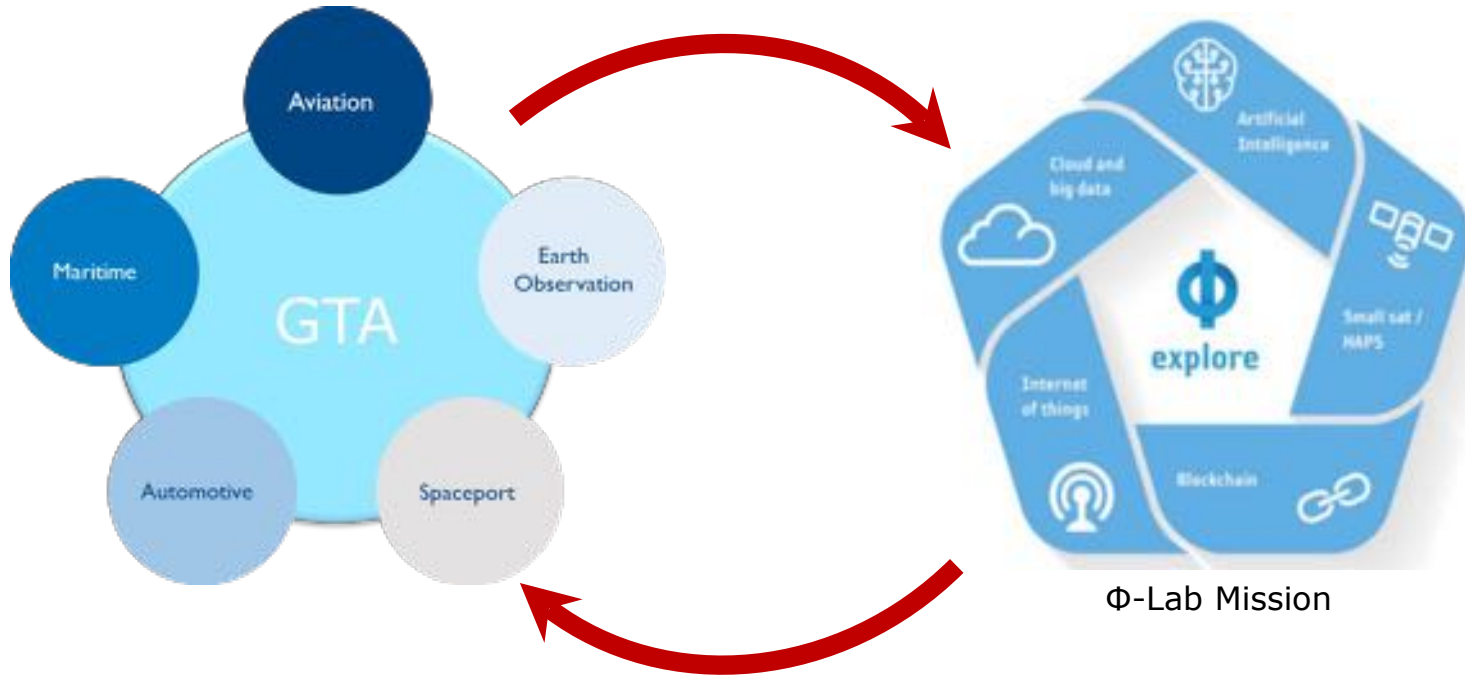 Aviation
Maritime
GTA
Earth
Observation
Automotive
Spaceport
Artificial
Intelligence
Cloud and
big data
Small sat /
HAPS
Φ
explore
Internet
of things
Blockchain
Φ-Lab Mission